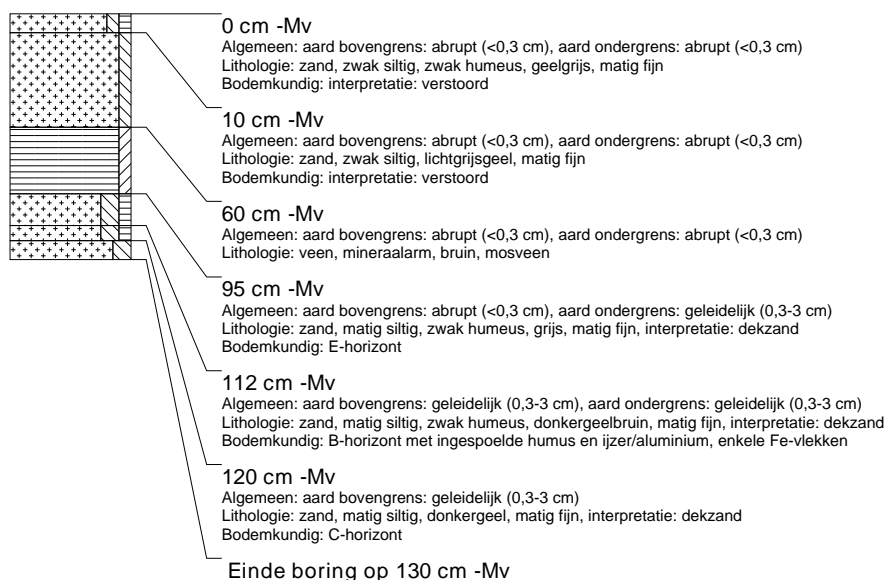 0 cm -Mv
Algemeen: aard bovengrens: abrupt (<0,3 cm), aard ondergrens: abrupt (<0,3 cm)
Lithologie: zand, zwak siltig, zwak humeus, geelgrijs, matig fijn
Bodemkundig: interpretatie: verstoord
10 cm -Mv
Algemeen: aard bovengrens: abrupt (<0,3 cm), aard ondergrens: abrupt (<0,3 cm)
Lithologie: zand, zwak siltig, lichtgrijsgeel, matig fijn
Bodemkundig: interpretatie: verstoord
60 cm -Mv
Algemeen: aard bovengrens: abrupt (<0,3 cm), aard ondergrens: abrupt (<0,3 cm)
Lithologie: veen, mineraalarm, bruin, mosveen
95 cm -Mv
Algemeen: aard bovengrens: abrupt (<0,3 cm), aard ondergrens: geleidelijk (0,3-3 cm)
Lithologie: zand, matig siltig, zwak humeus, grijs, matig fijn, interpretatie: dekzand
Bodemkundig: E-horizont
112 cm -Mv
Algemeen: aard bovengrens: geleidelijk (0,3-3 cm), aard ondergrens: geleidelijk (0,3-3 cm)
Lithologie: zand, matig siltig, zwak humeus, donkergeelbruin, matig fijn, interpretatie: dekzand
Bodemkundig: B-horizont met ingespoelde humus en ijzer/aluminium, enkele Fe-vlekken
120 cm -Mv
Algemeen: aard bovengrens: geleidelijk (0,3-3 cm)
Lithologie: zand, matig siltig, donkergeel, matig fijn, interpretatie: dekzand
Bodemkundig: C-horizont
Einde boring op 130 cm -Mv